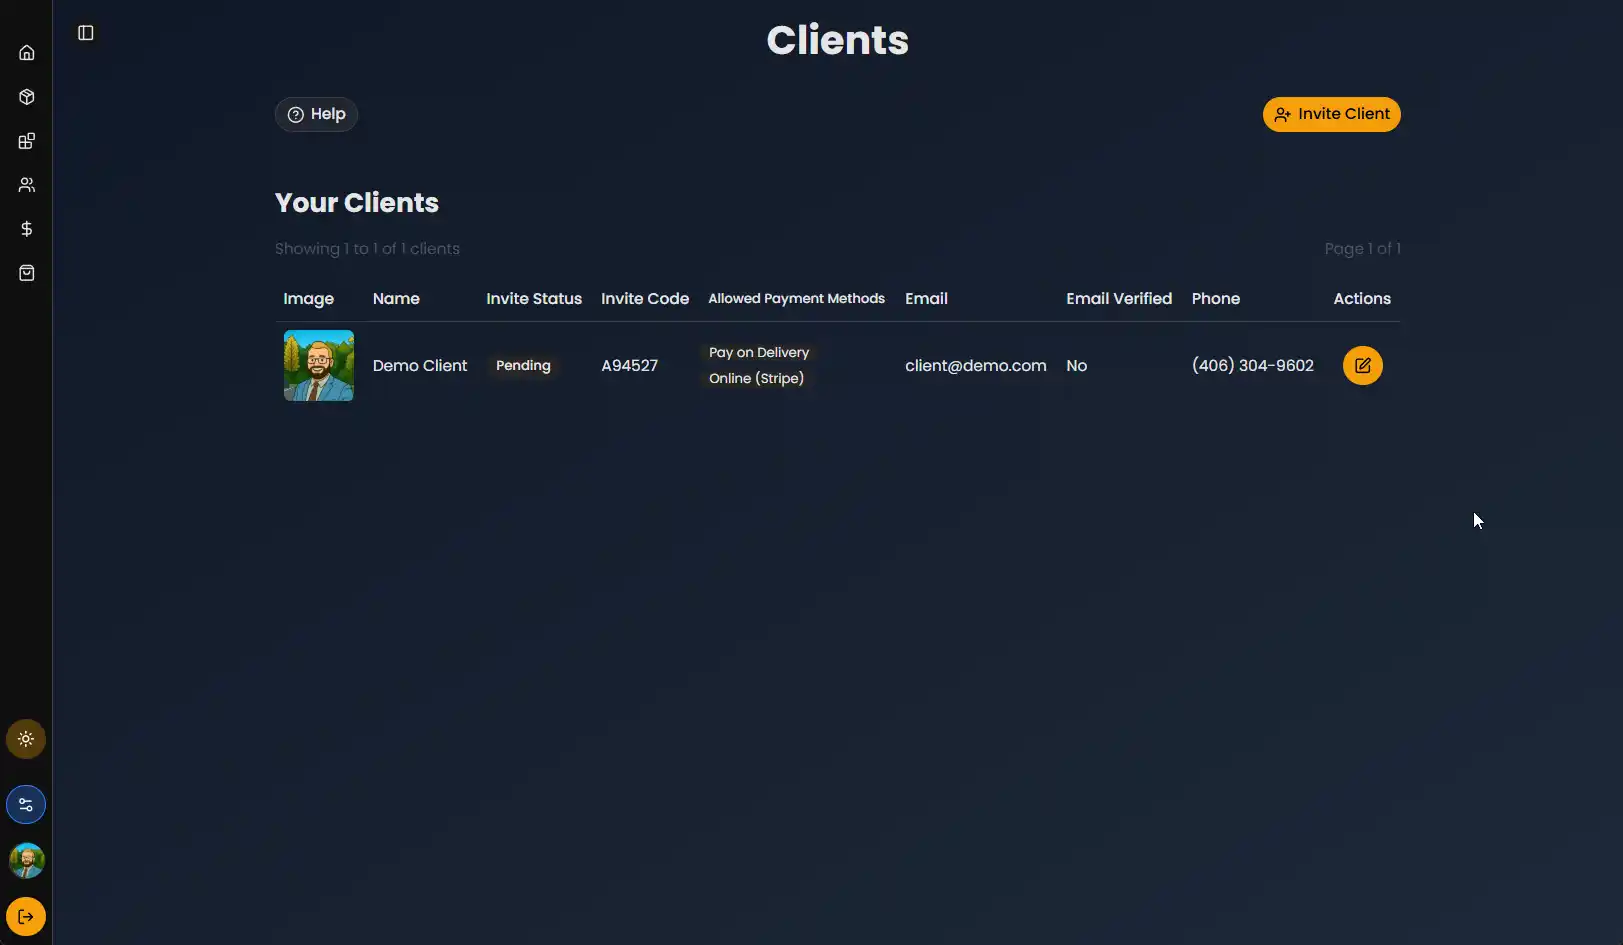 Clients
Help
Invite Client
Your Clients
Showing 1 to 1 of 1 clients
Page 1 of 1
Image Name Invite Status Invite Code Allowed Payment Methods Email Email Verified Phone Actions
Demo Client Pending A94527 Pay on Delivery client@demo.com No (406) 304-9602
Online (Stripe)